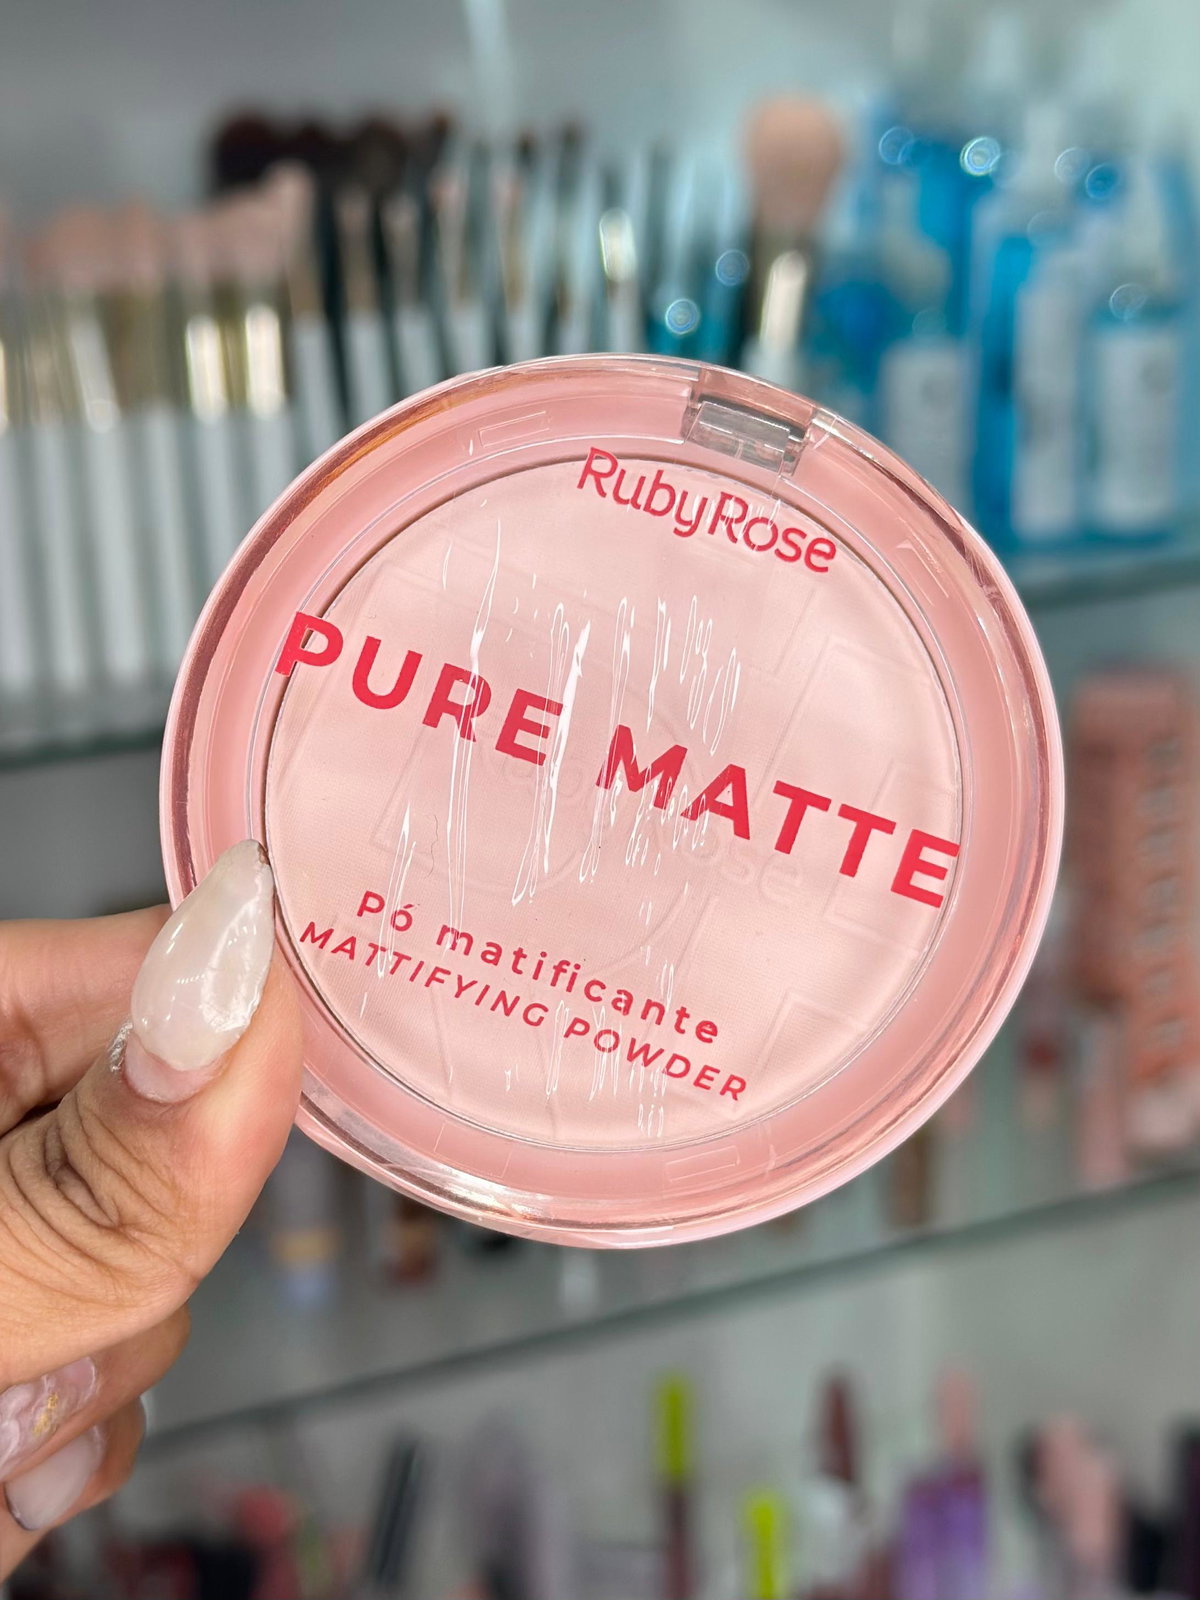 RubyRose
PURE MATTE
Pó matificante
MATTIFYING POWDER